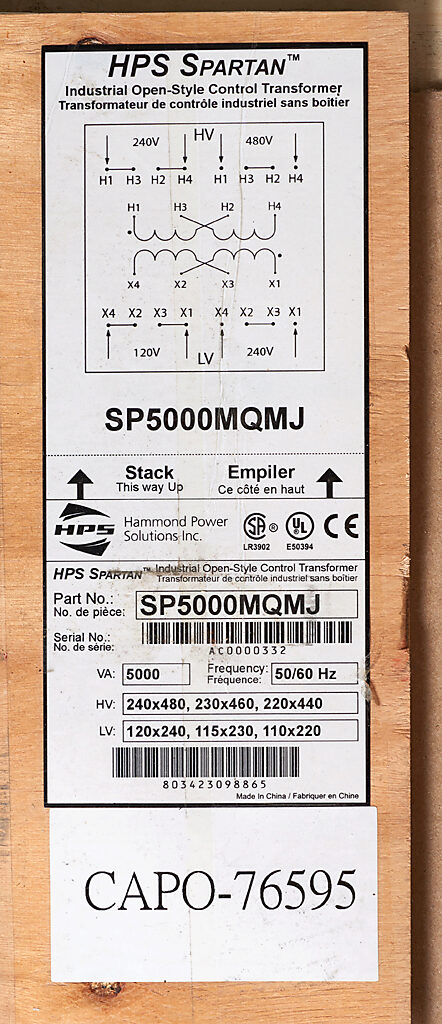 HPS SPARTAN™
Industrial Open-Style Control Transformer
Transformateur de contrôle industriel sans boîtier
240V HV 480V
H1 H3 H2 H4 H1 H3 H2 H4
H1 H3 H2 H4
X4 X2 X3 X1
X4 X2 X3 X1 X4 X2 X3 X1
120V LV 240V
SP5000MQMJ
Stack Empiler
This way Up Ce côté en haut
HPS Hammond Power Solutions Inc.
SA ® UL CE
LR3902 E50394
HPS SPARTAN™ Industrial Open-Style Control Transformer
Transformateur de contrôle industriel sans boîtier
Part No.: SP5000MQMJ
No. de pièce:
Serial No.:
No. de série: AC0000332
VA: 5000 Frequency: 50/60 Hz
Fréquence:
HV: 240x480, 230x460, 220x440
LV: 120x240, 115x230, 110x220
803423098865
Made In China / Fabriquer en Chine
CAPO-76595